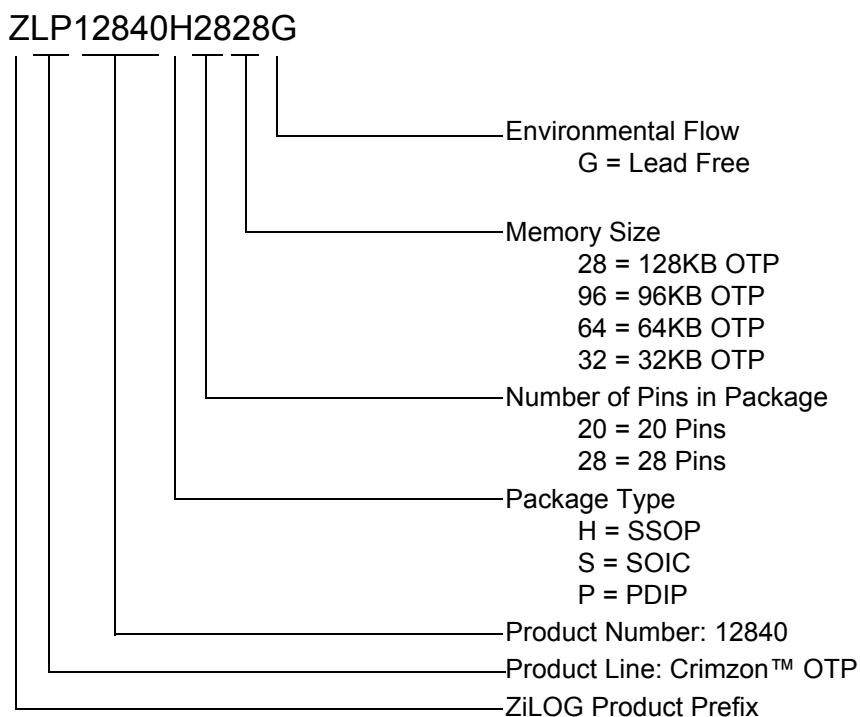 ZLP12840H2828G
Environmental Flow
G = Lead Free
Memory Size
28 = 128KB OTP
96 = 96KB OTP
64 = 64KB OTP
32 = 32KB OTP
Number of Pins in Package
20 = 20 Pins
28 = 28 Pins
Package Type
H = SSOP
S = SOIC
P = PDIP
Product Number: 12840
Product Line: Crimzon™ OTP
ZiLOG Product Prefix